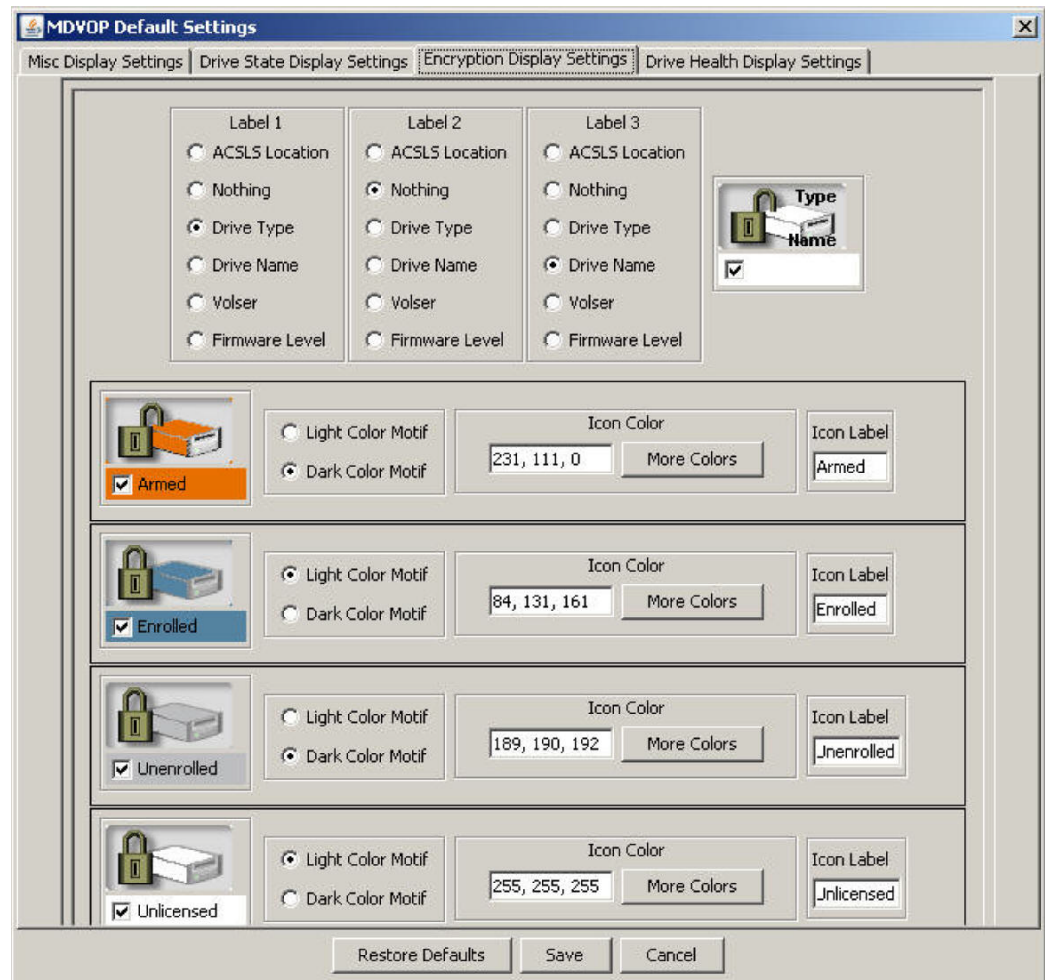 MDVOP Default Settings
Misc Display Settings
Drive State Display Settings
Encryption Display Settings
Drive Health Display Settings
Label 1
ACSLS Location
Nothing
Drive Type
Drive Name
Volser
Firmware Level
Label 2
ACSLS Location
Nothing
Drive Type
Drive Name
Volser
Firmware Level
Label 3
ACSLS Location
Nothing
Drive Type
Drive Name
Volser
Firmware Level
Type
Name
Armed
Light Color Motif
Dark Color Motif
Icon Color
231, 111, 0
More Colors
Icon Label
Armed
Enrolled
Light Color Motif
Dark Color Motif
Icon Color
84, 131, 161
More Colors
Icon Label
Enrolled
Unenrolled
Light Color Motif
Dark Color Motif
Icon Color
189, 190, 192
More Colors
Icon Label
Unenrolled
Unlicensed
Light Color Motif
Dark Color Motif
Icon Color
255, 255, 255
More Colors
Icon Label
Unlicensed
Restore Defaults
Save
Cancel